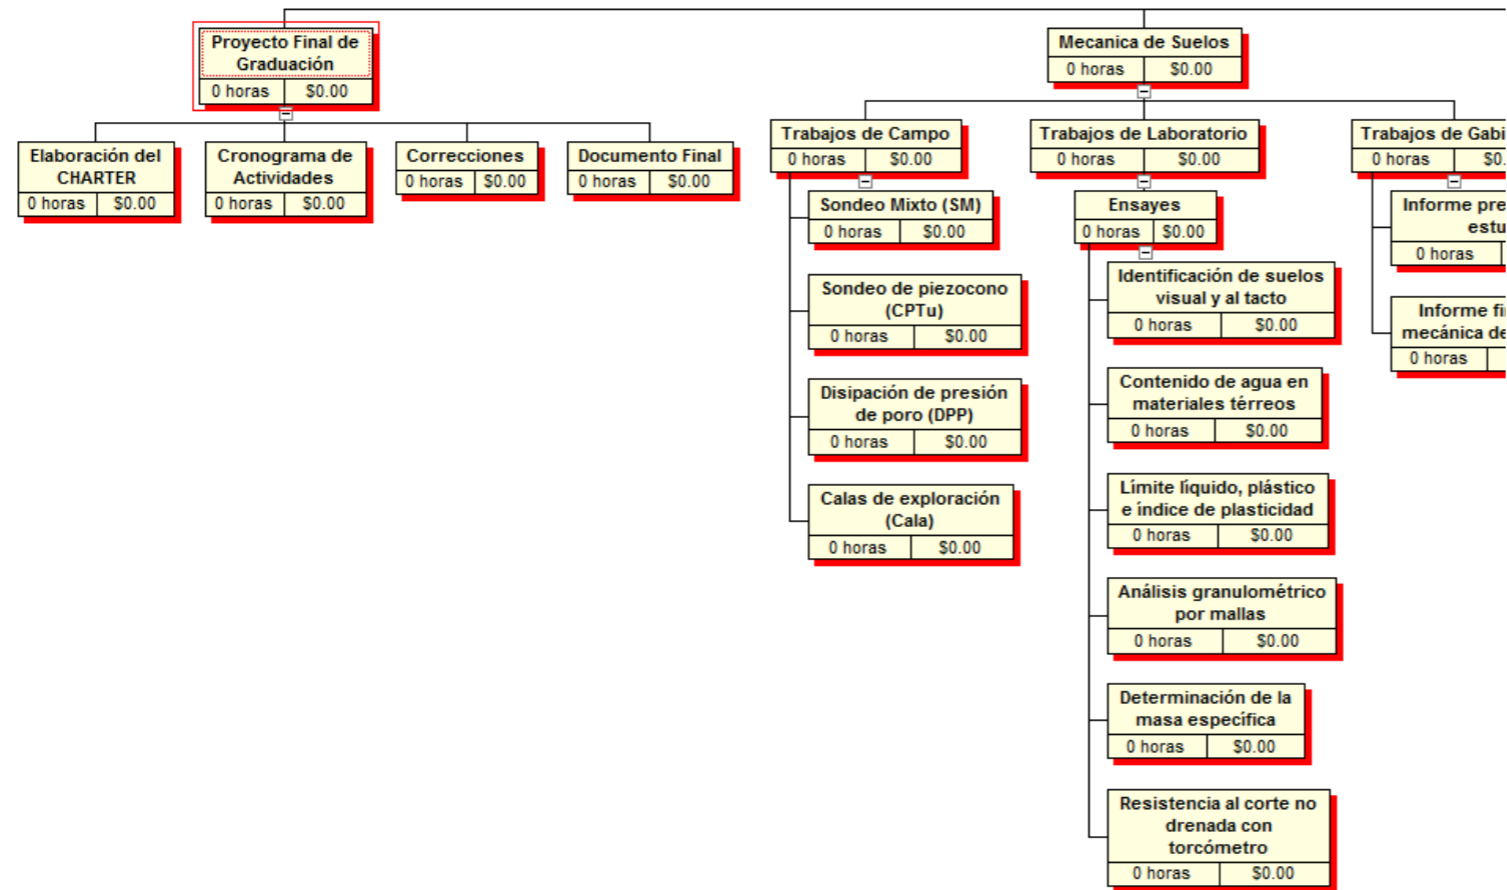 Proyecto Final de
Graduación
0 horas $0.00
Elaboración del
CHARTER
0 horas $0.00
Cronograma de
Actividades
0 horas $0.00
Correcciones
0 horas $0.00
Documento Final
0 horas $0.00
Mecanica de Suelos
0 horas $0.00
Trabajos de Campo
0 horas $0.00
Sondeo Mixto (SM)
0 horas $0.00
Sondeo de piezocono
(CPTu)
0 horas $0.00
Disipación de presión
de poro (DPP)
0 horas $0.00
Calas de exploración
(Cala)
0 horas $0.00
Trabajos de Laboratorio
0 horas $0.00
Ensayes
0 horas $0.00
Identificación de suelos
visual y al tacto
0 horas $0.00
Contenido de agua en
materiales térreos
0 horas $0.00
Límite líquido, plástico
e índice de plasticidad
0 horas $0.00
Análisis granulométrico
por mallas
0 horas $0.00
Determinación de la
masa específica
0 horas $0.00
Resistencia al corte no
drenada con
torcómetro
0 horas $0.00
Trabajos de
0 horas
Informe
0 horas
Informe
mecánica
0 horas